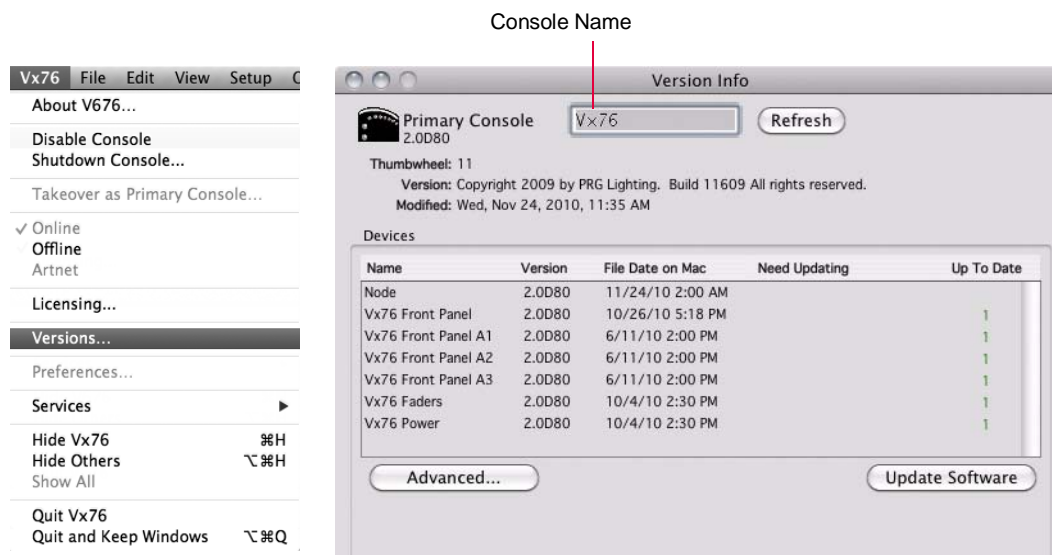 Console Name
Vx76 File Edit View Setup
About V676...
Disable Console
Shutdown Console...
Takeover as Primary Console...
✓ Online
Offline
Artnet
Licensing...
Versions...
Preferences...
Services ▶
Hide Vx76 ⌘H
Hide Others ⌥⌘H
Show All
Quit Vx76
Quit and Keep Windows ⌥⌘Q
Version Info
Primary Console Vx76 Refresh
2.0D80
Thumbwheel: 11
Version: Copyright 2009 by PRG Lighting. Build 11609 All rights reserved.
Modified: Wed, Nov 24, 2010, 11:35 AM
Devices
Name Version File Date on Mac Need Updating Up To Date
Node 2.0D80 11/24/10 2:00 AM
Vx76 Front Panel 2.0D80 10/26/10 5:18 PM 1
Vx76 Front Panel A1 2.0D80 6/11/10 2:00 PM 1
Vx76 Front Panel A2 2.0D80 6/11/10 2:00 PM 1
Vx76 Front Panel A3 2.0D80 6/11/10 2:00 PM 1
Vx76 Faders 2.0D80 10/4/10 2:30 PM 1
Vx76 Power 2.0D80 10/4/10 2:30 PM 1
Advanced... Update Software